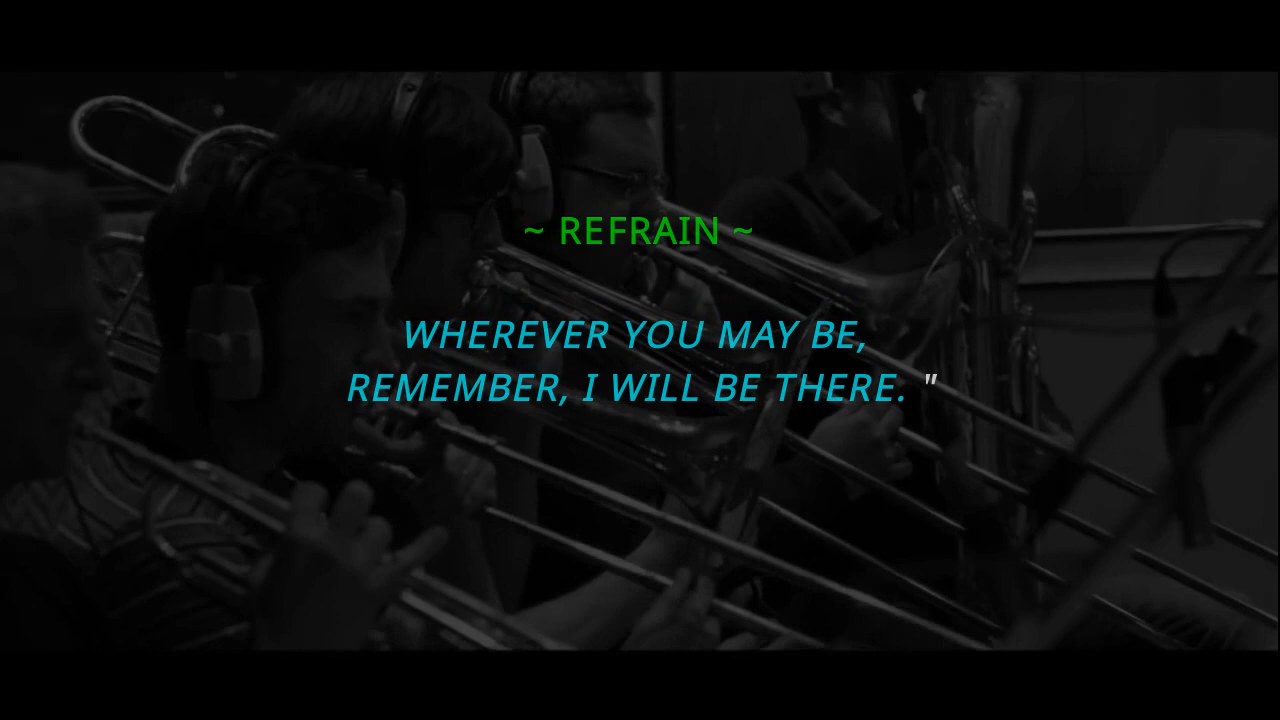 ~ REFRAIN ~
WHEREVER YOU MAY BE,
REMEMBER, I WILL BE THERE. "